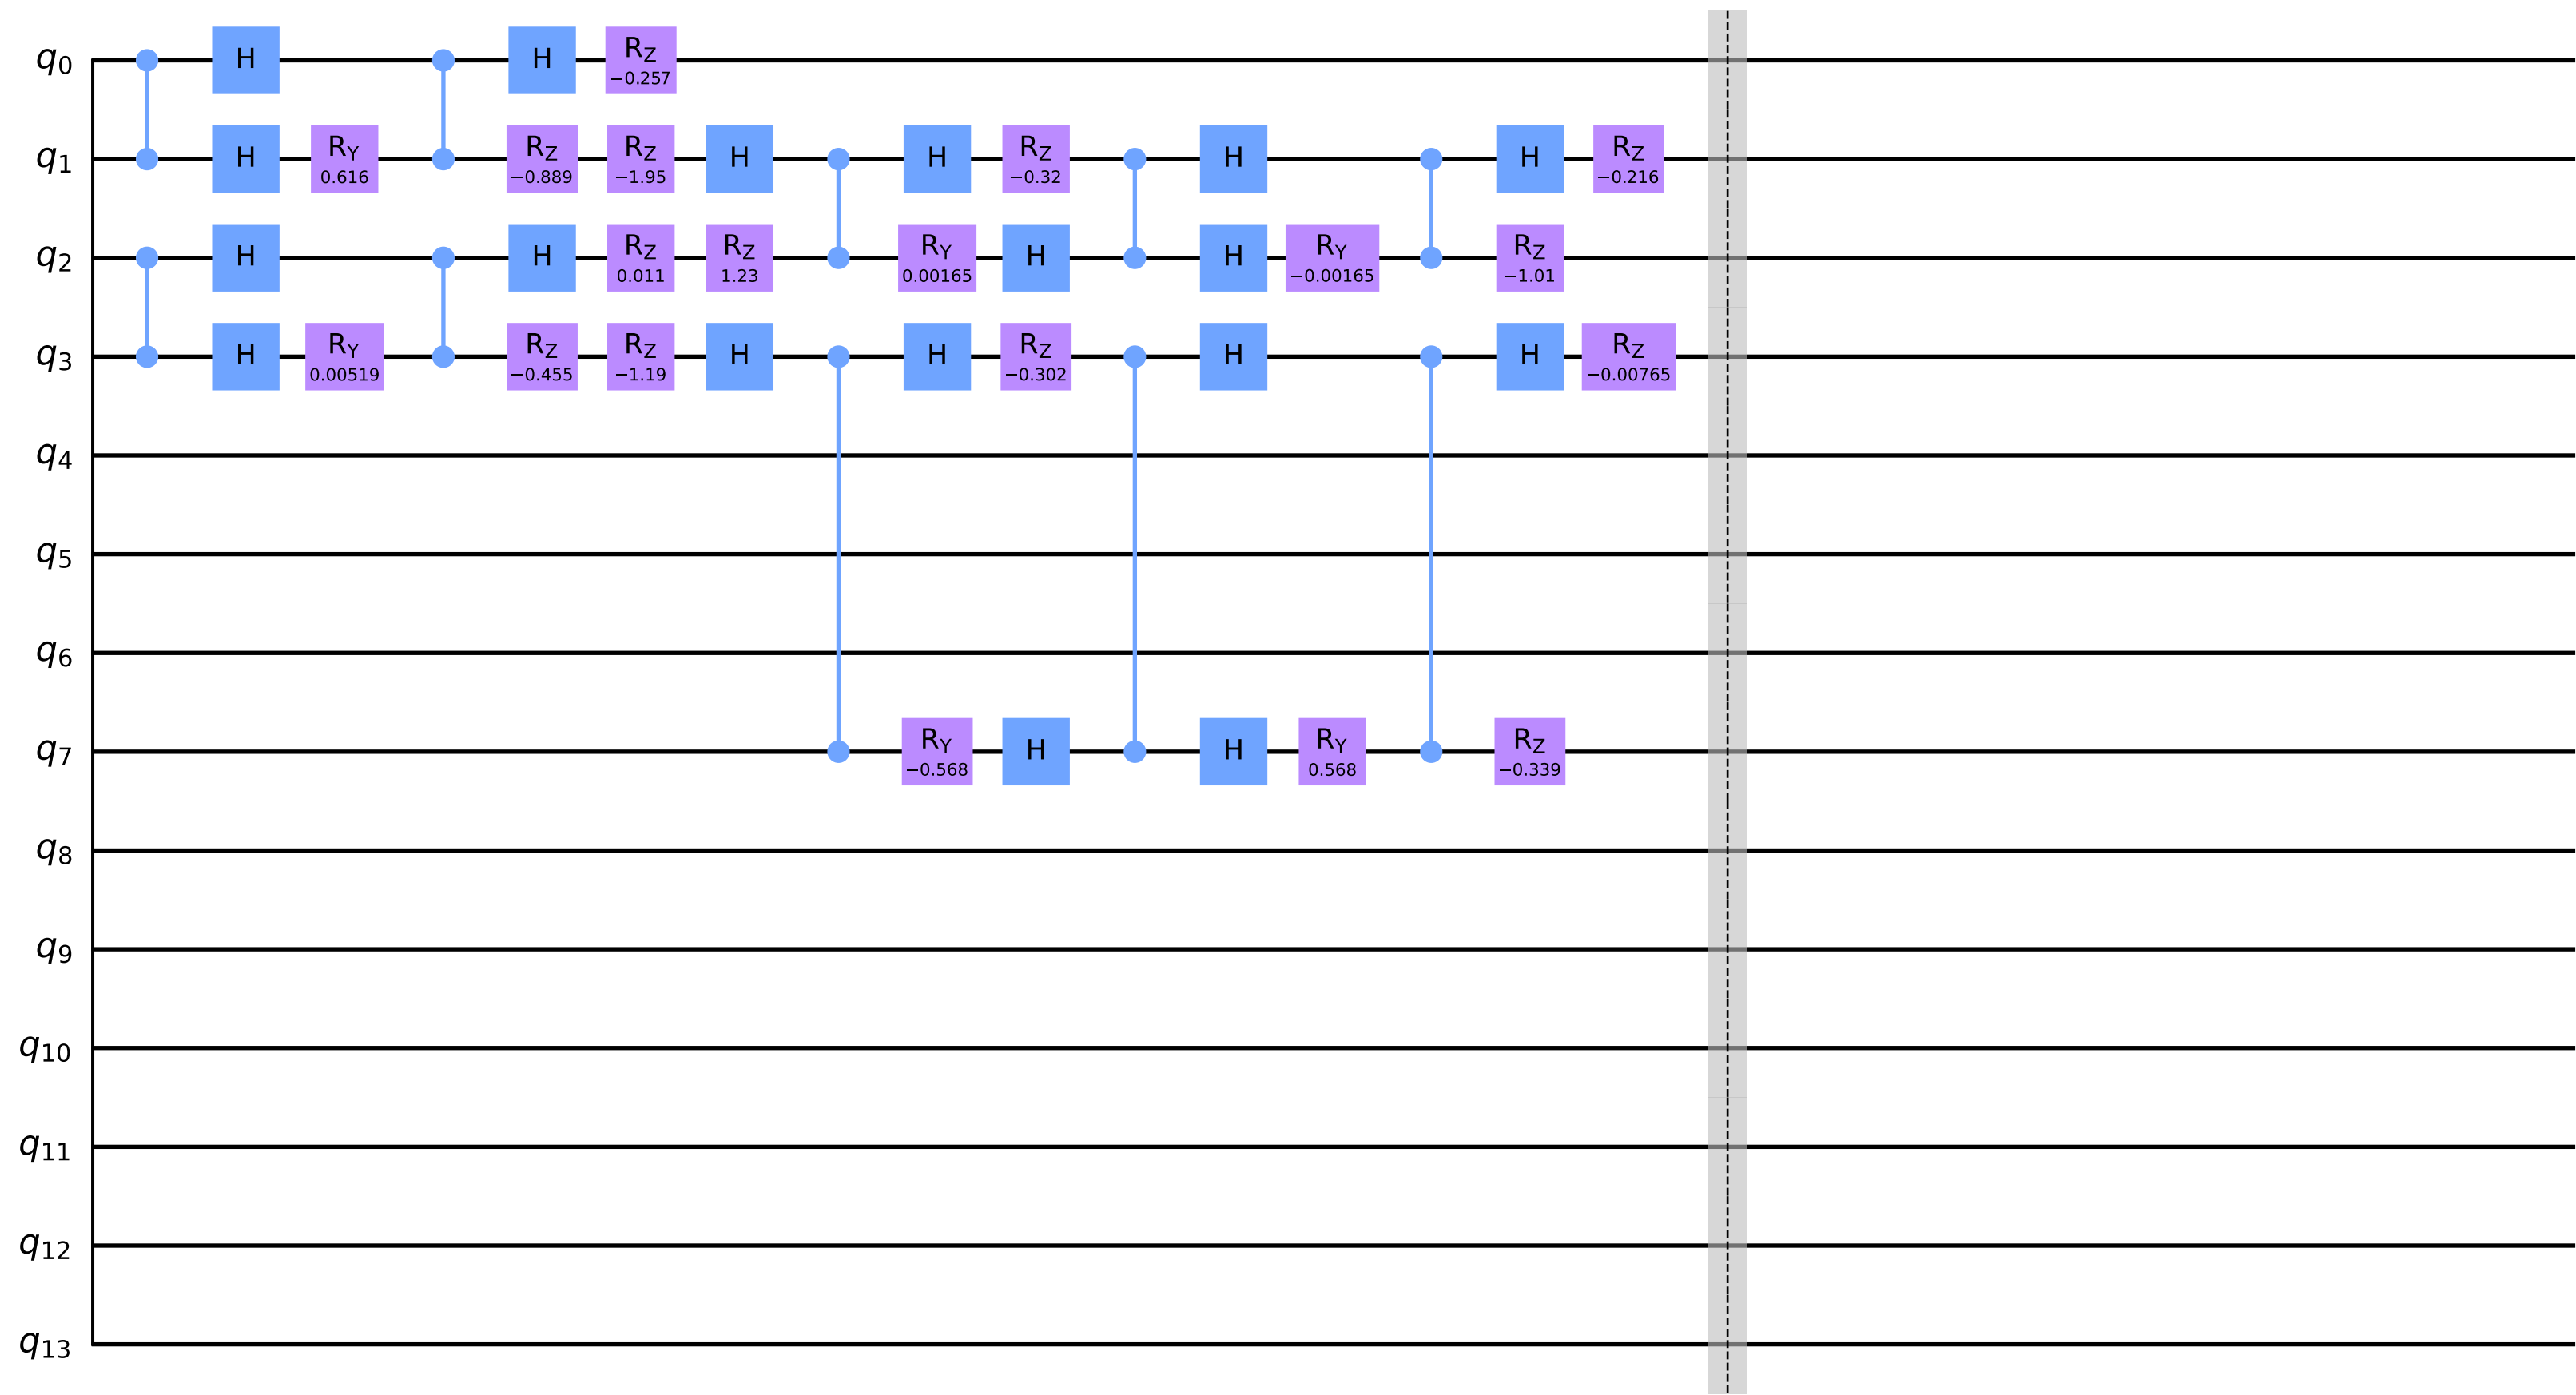 q0 H H RZ −0.257
q1 H RY 0.616 RZ −0.889 RZ −1.95 H H RZ −0.32 H H RZ −0.216
q2 H H RZ 0.011 RZ 1.23 RY 0.00165 H H RY −0.00165 RZ −1.01
q3 H RY 0.00519 RZ −0.455 RZ −1.19 H H RZ −0.302 H H RZ −0.00765
q4
q5
q6
q7 RY −0.568 H H RY 0.568 RZ −0.339
q8
q9
q10
q11
q12
q13